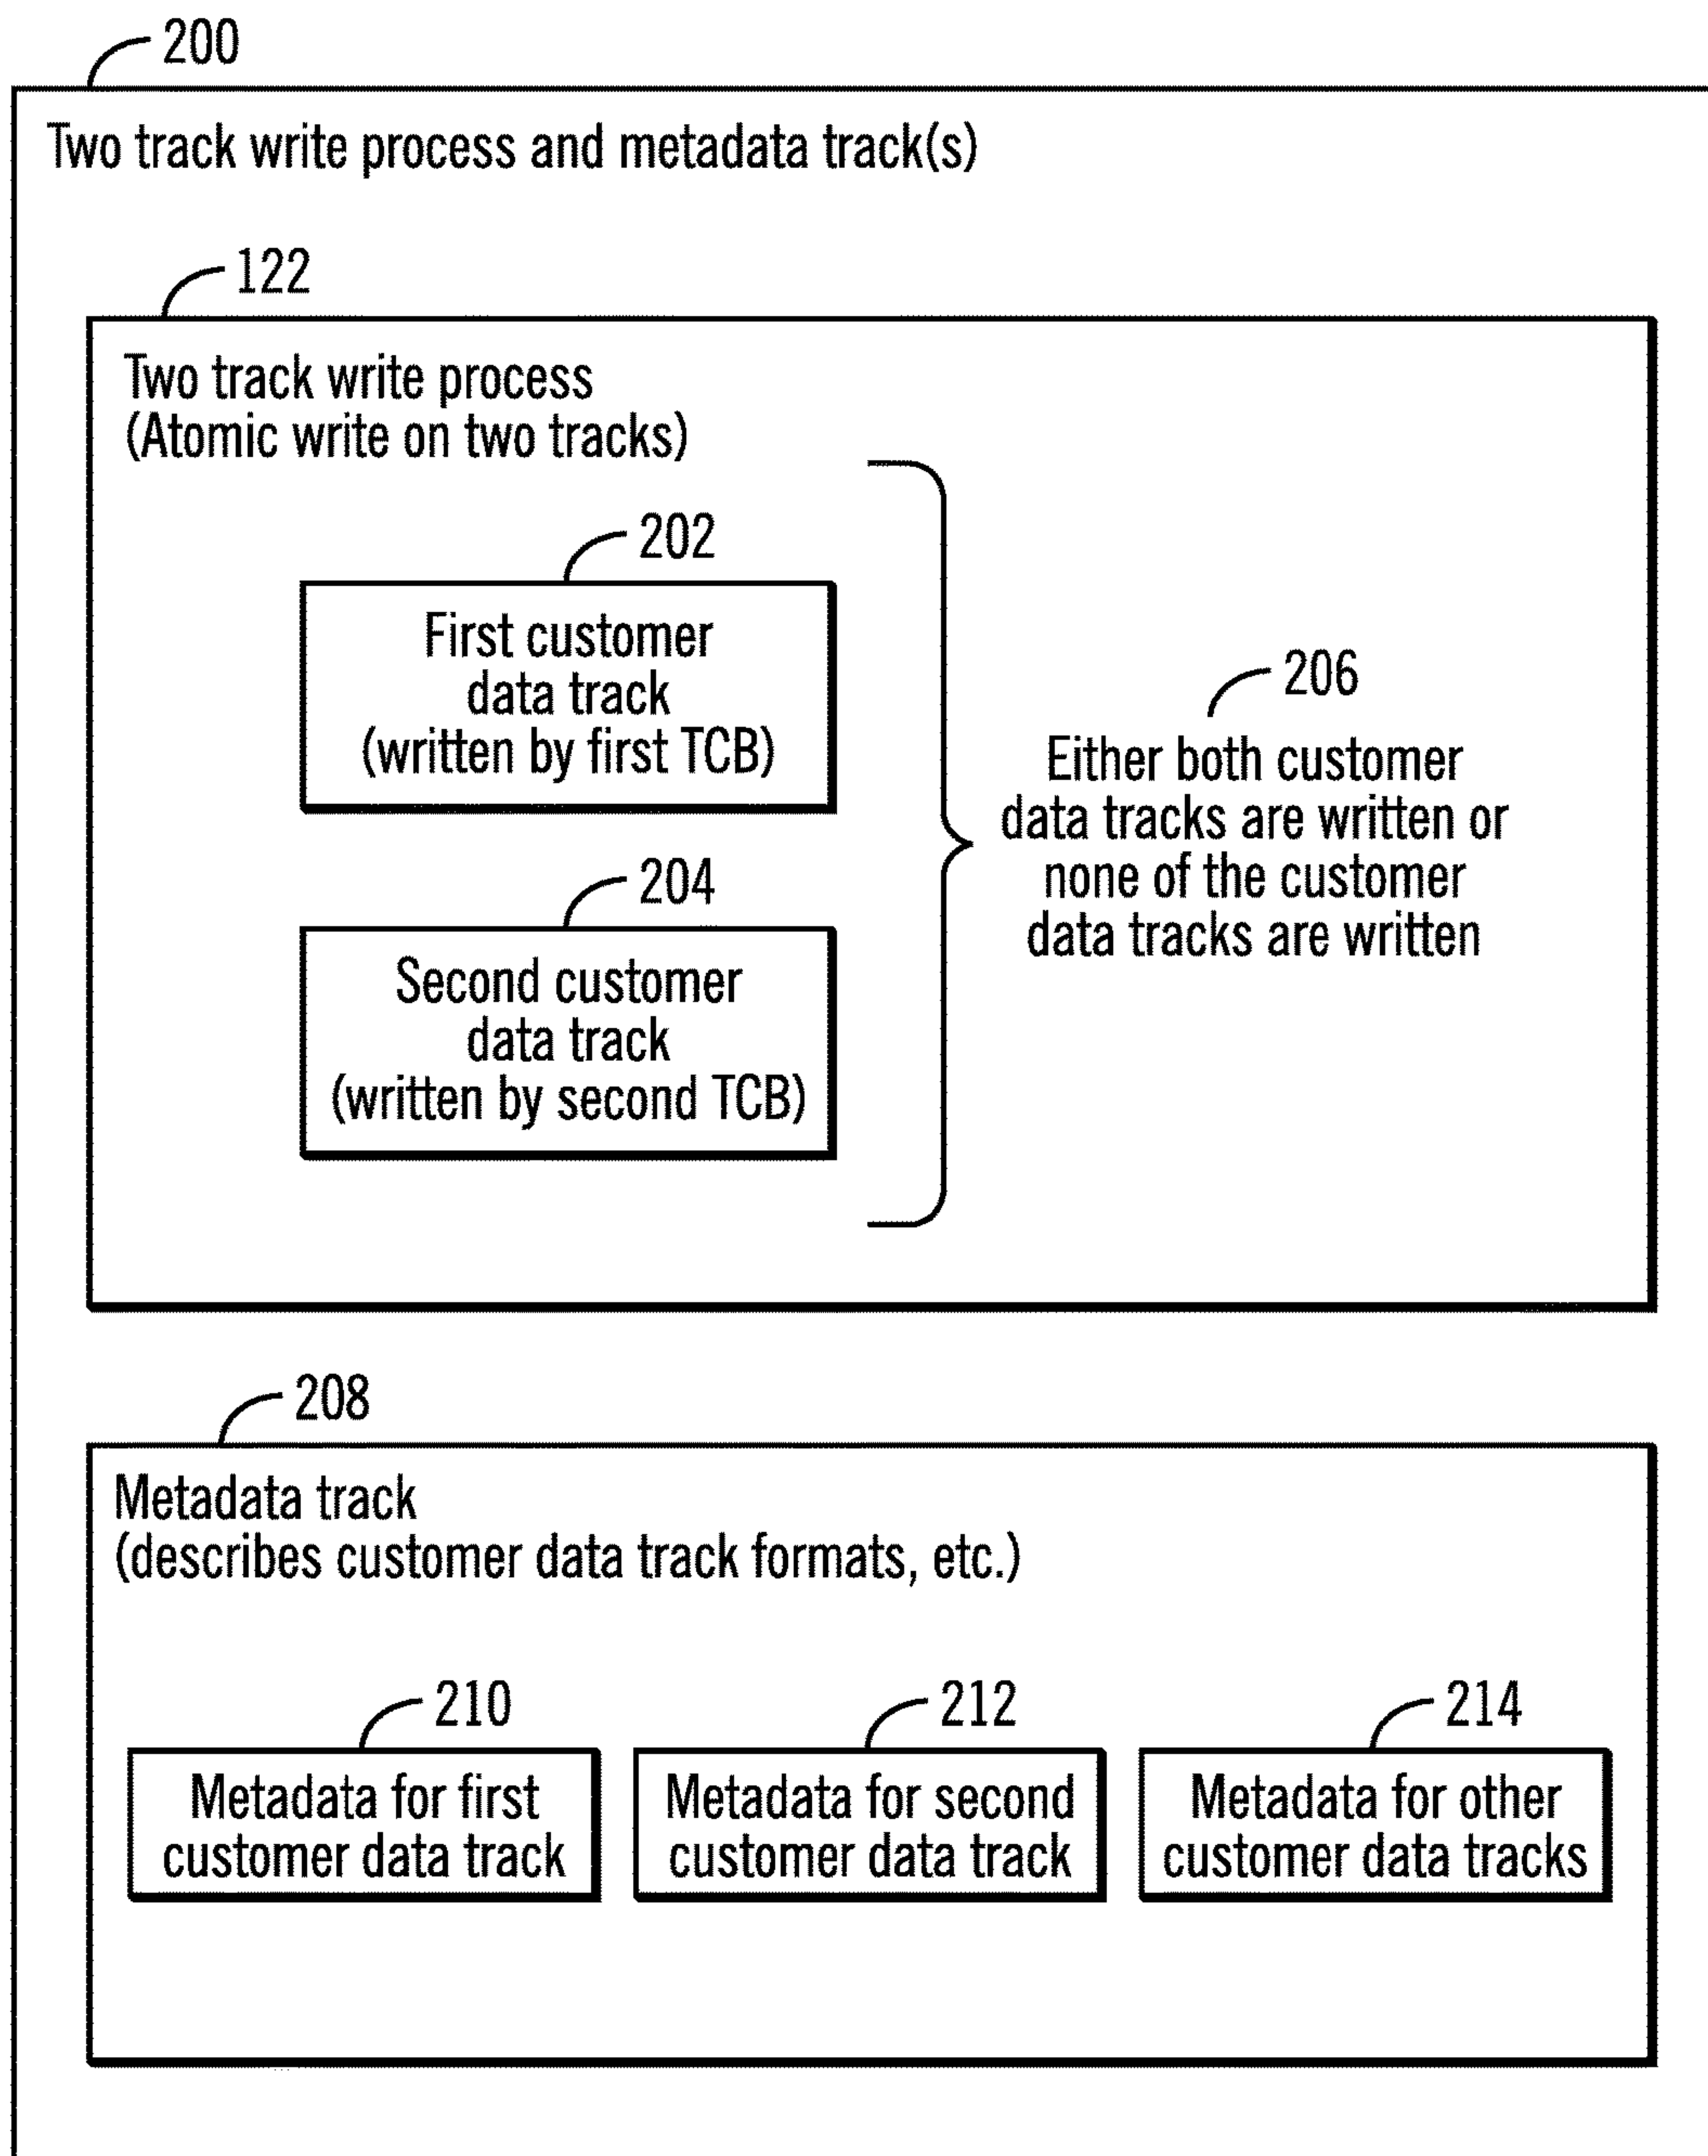 200
Two track write process and metadata track(s)
122
Two track write process
(Atomic write on two tracks)
202
First customer
data track
(written by first TCB)
204
Second customer
data track
(written by second TCB)
206
Either both customer
data tracks are written or
none of the customer
data tracks are written
208
Metadata track
(describes customer data track formats, etc.)
210
Metadata for first
customer data track
212
Metadata for second
customer data track
214
Metadata for other
customer data tracks